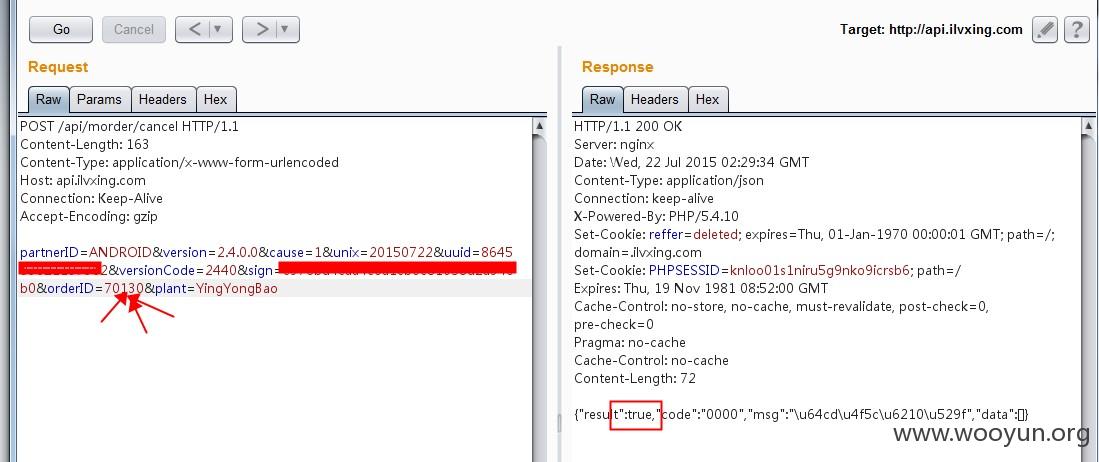 Go Cancel < > Target: http://api.ilvxing.com ?
Request
Raw Params Headers Hex
POST /api/morder/cancel HTTP/1.1
Content-Length: 163
Content-Type: application/x-www-form-urlencoded
Host: api.ilvxing.com
Connection: Keep-Alive
Accept-Encoding: gzip
partnerID=ANDROID&version=2.4.0.0&cause=1&unix=20150722&uuid=8645
2&versionCode=2440&sign=
b0&orderID=70130&plant=YingYongBao
Response
Raw Headers Hex
HTTP/1.1 200 OK
Server: nginx
Date: Wed, 22 Jul 2015 02:29:34 GMT
Content-Type: application/json
Connection: keep-alive
X-Powered-By: PHP/5.4.10
Set-Cookie: reffer=deleted; expires=Thu, 01-Jan-1970 00:00:01 GMT; path=/;
domain=.ilvxing.com
Set-Cookie: PHPSESSID=knloo01s1niru5g9nko9icrsb6; path=/
Expires: Thu, 19 Nov 1981 08:52:00 GMT
Cache-Control: no-store, no-cache, must-revalidate, post-check=0,
pre-check=0
Pragma: no-cache
Cache-Control: no-cache
Content-Length: 72
{"result":true,"code":"0000","msg":"\u64cd\u4f5c\u6210\u529f","data":[]}
www.wooyun.org